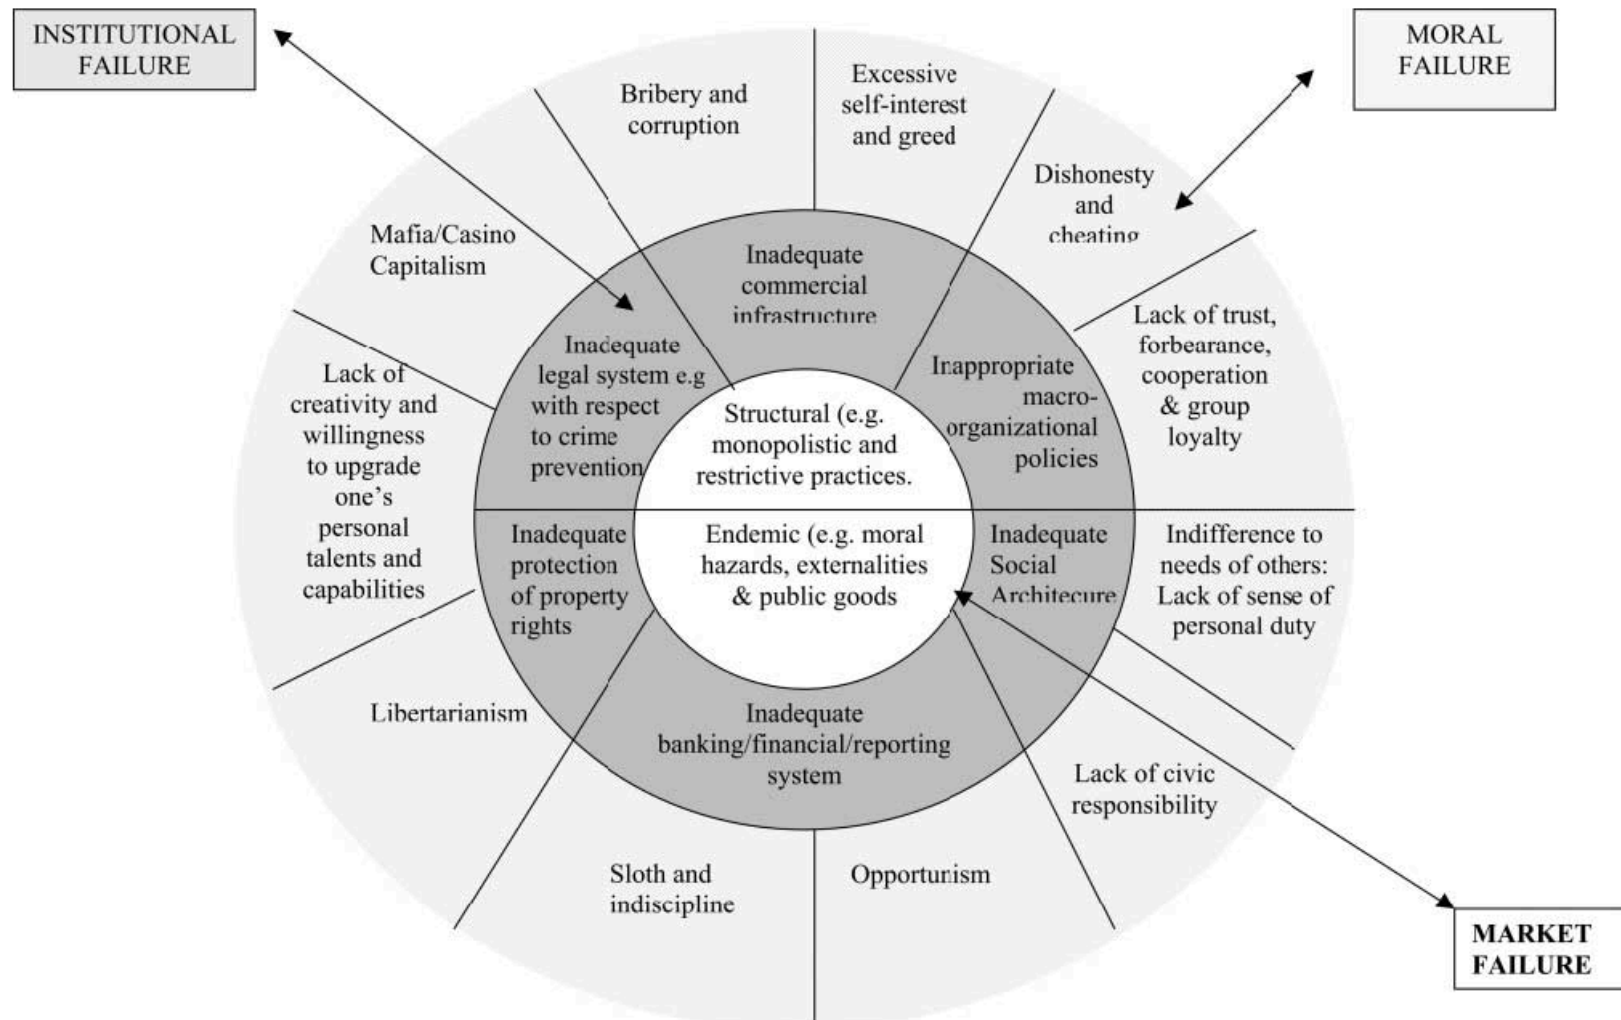 INSTITUTIONAL
FAILURE
MORAL
FAILURE
Bribery and
corruption
Excessive
self-interest
and greed
Dishonesty
and
cheating
Mafia/Casino
Capitalism
Inadequate
commercial
infrastructure
Lack of trust,
forbearance,
cooperation
& group
loyalty
Inadequate
legal system e.g
with respect
to crime
prevention
Inappropriate
macro-
organizational
policies
Lack of
creativity and
willingness
to upgrade
one’s
personal
talents and
capabilities
Structural (e.g.
monopolistic and
restrictive practices.
Endemic (e.g. moral
hazards, externalities
& public goods
Inadequate
protection
of property
rights
Inadequate
Social
Architecure
Indifference to
needs of others:
Lack of sense of
personal duty
Libertarianism
Inadequate
banking/financial/reporting
system
Lack of civic
responsibility
Sloth and
indiscipline
Opportunism
MARKET
FAILURE